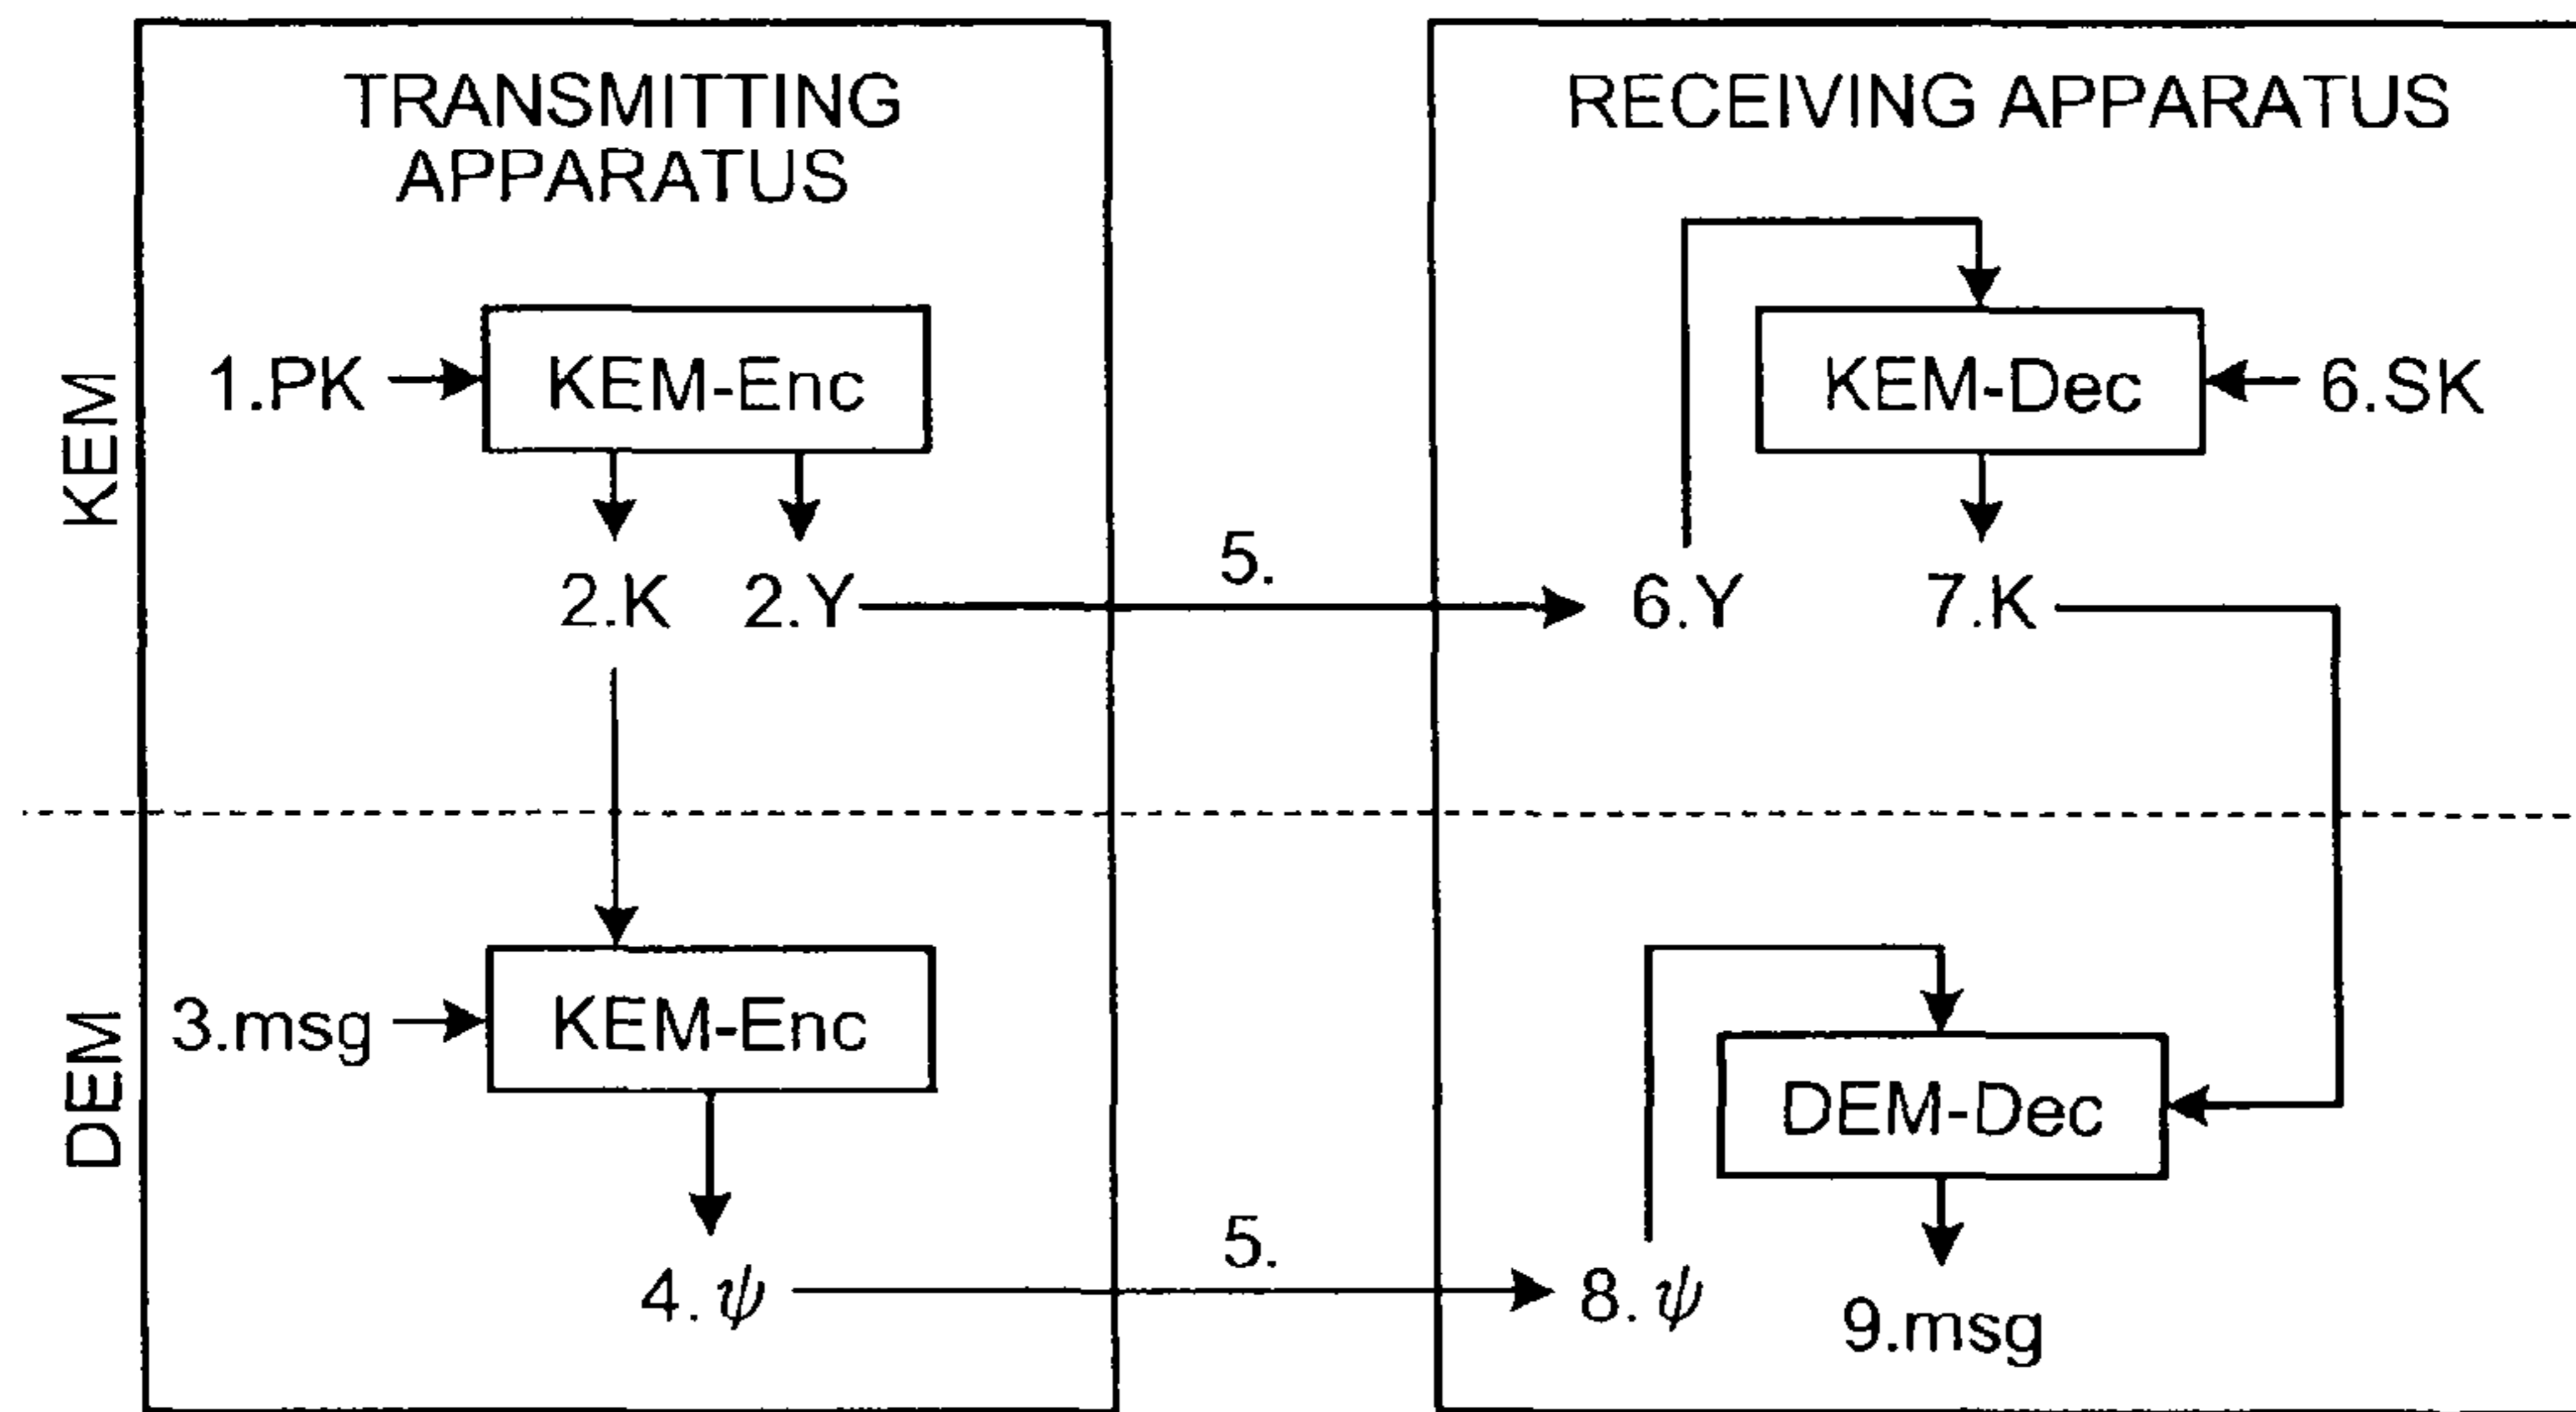 TRANSMITTING
APPARATUS
RECEIVING APPARATUS
KEM
1.PK
KEM-Enc
KEM-Dec
6.SK
2.K
2.Y
5.
6.Y
7.K
DEM
3.msg
KEM-Enc
DEM-Dec
4.ψ
5.
8.ψ
9.msg